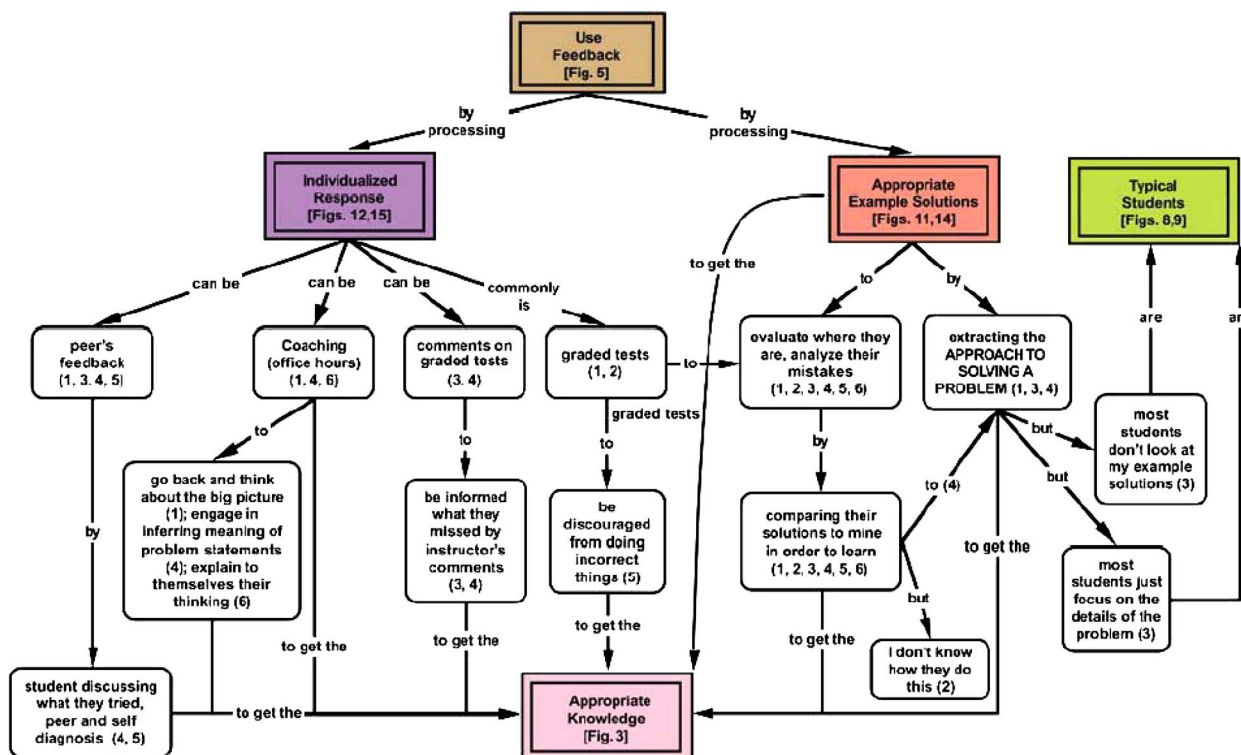 Use
Feedback
[Fig. 5]
by
processing
by
processing
Individualized
Response
[Figs. 12,15]
Appropriate
Example Solutions
[Figs. 11,14]
Typical
Students
[Figs. 8,9]
can be
can be
can be
commonly
is
to get the
to
by
are
are
peer's
feedback
(1, 3, 4, 5)
Coaching
(office hours)
(1, 4, 6)
comments on
graded tests
(3, 4)
graded tests
(1, 2)
to
evaluate where they
are, analyze their
mistakes
(1, 2, 3, 4, 5, 6)
extracting the
APPROACH TO
SOLVING A
PROBLEM (1, 3, 4)
graded tests
to
to
to
by
but
but
most
students
don't look at
my example
solutions (3)
go back and think
about the big picture
(1); engage in
inferring meaning of
problem statements
(4); explain to
themselves their
thinking (6)
be informed
what they
missed by
instructor's
comments
(3, 4)
be
discouraged
from doing
incorrect
things (5)
comparing their
solutions to mine
in order to learn
(1, 2, 3, 4, 5, 6)
to (4)
to get the
by
but
most
students just
focus on the
details of the
problem (3)
to get the
to get the
to get the
to get the
I don't know
how they do
this (2)
student discussing
what they tried,
peer and self
diagnosis (4, 5)
to get the
Appropriate
Knowledge
[Fig. 3]